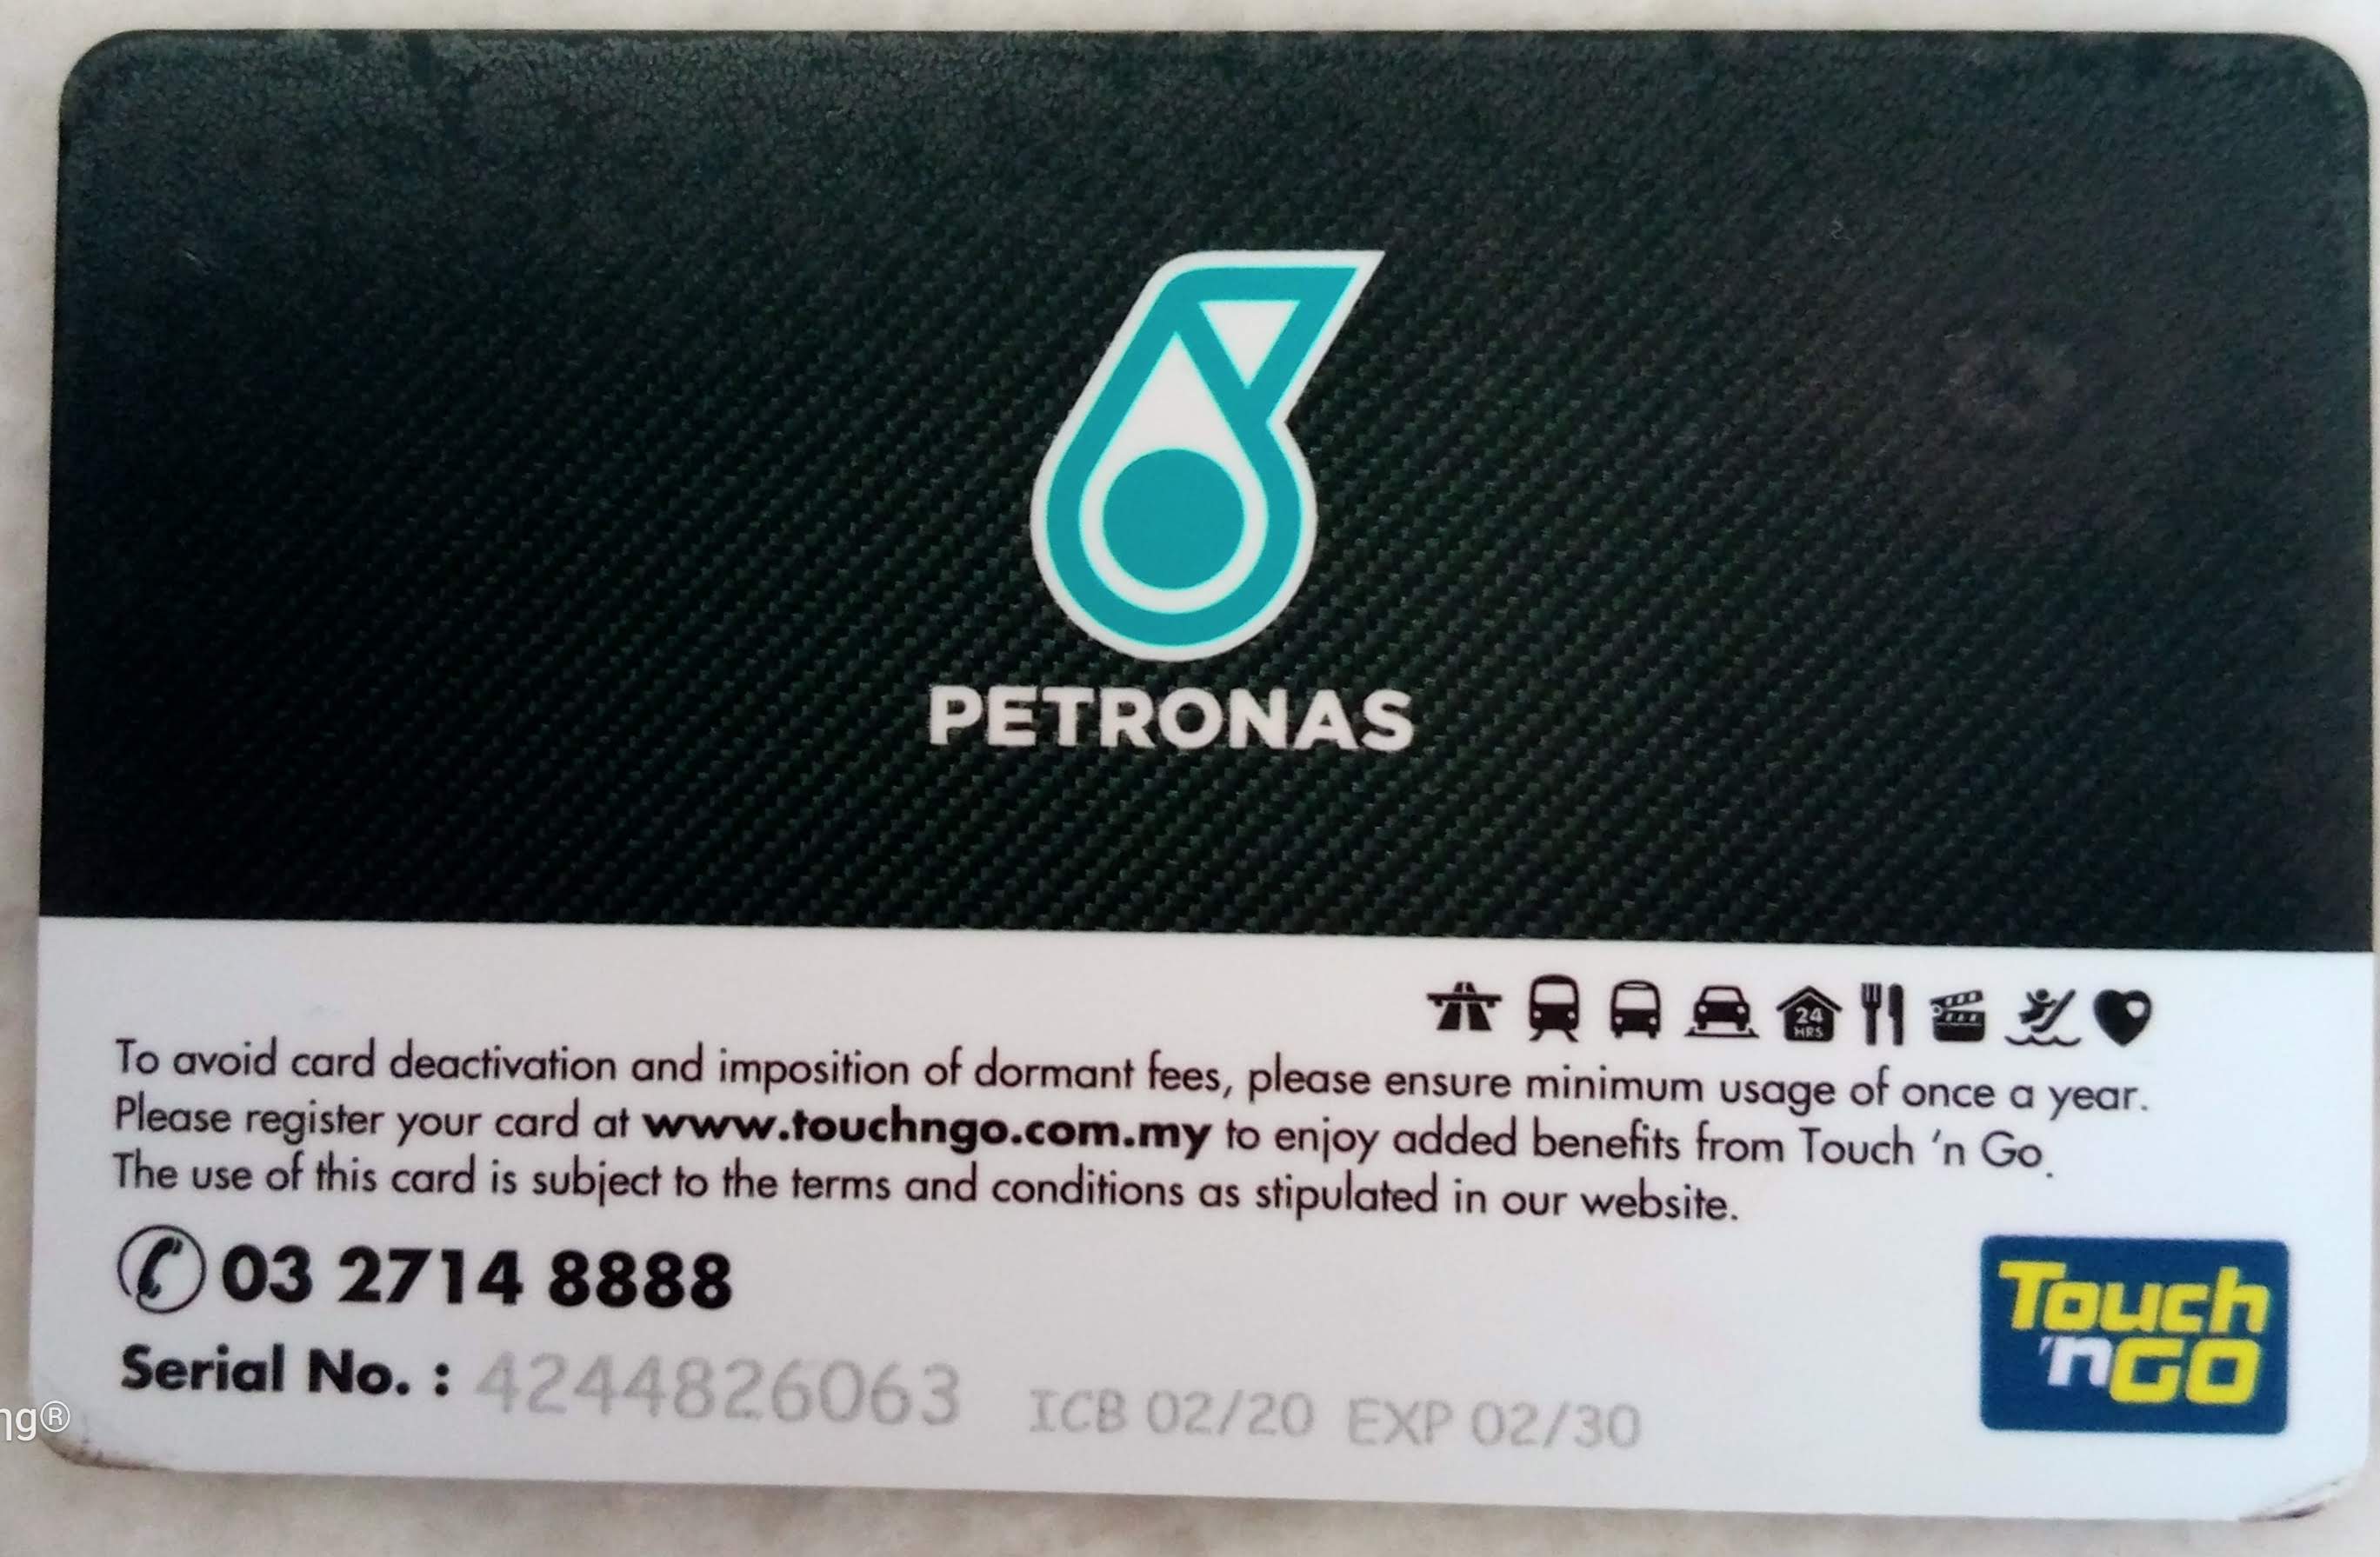 PETRONAS
24
HRS
To avoid card deactivation and imposition of dormant fees, please ensure minimum usage of once a year.
Please register your card at www.touchngo.com.my to enjoy added benefits from Touch 'n Go.
The use of this card is subject to the terms and conditions as stipulated in our website.
03 2714 8888
Serial No. : 4244826063 ICB 02/20 EXP 02/30
Touch
'nGO
ng®